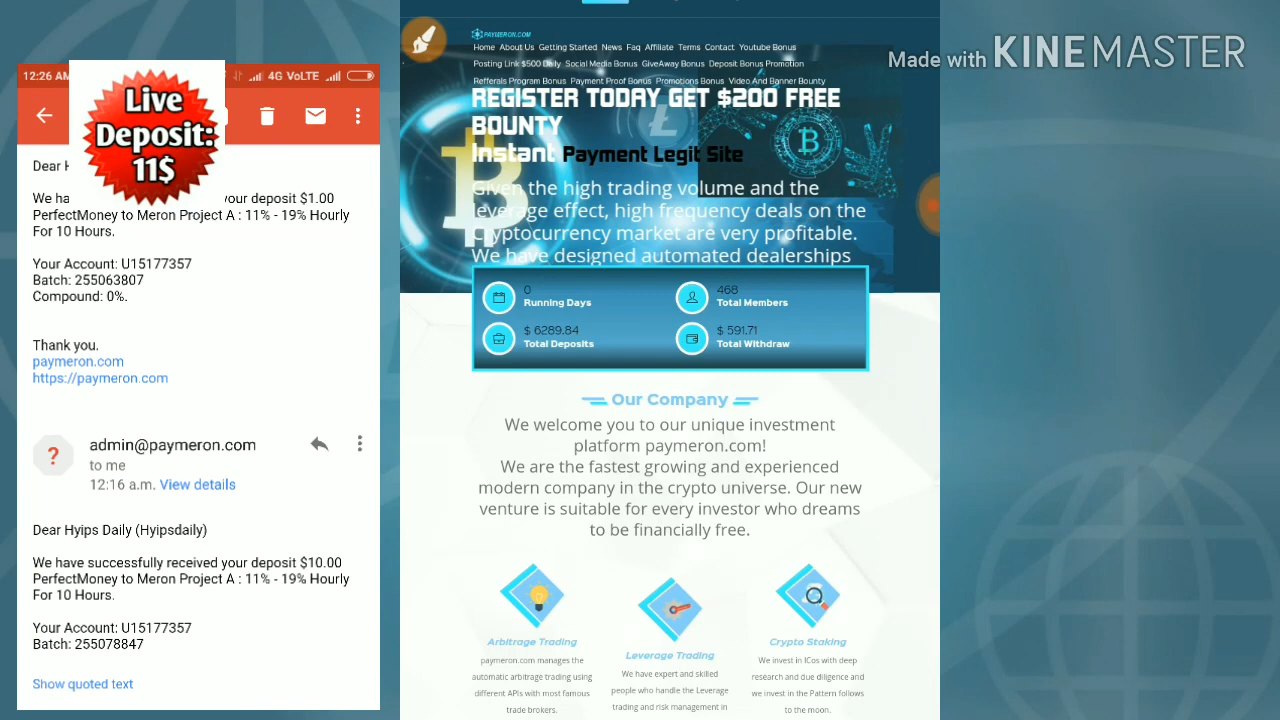 12:26 AM
4G VoLTE
Live
Deposit:
11$
Dear H
We ha your deposit $1.00
PerfectMoney to Meron Project A : 11% - 19% Hourly
For 10 Hours.
Your Account: U15177357
Batch: 255063807
Compound: 0%.
Thank you.
paymeron.com
https://paymeron.com
?
admin@paymeron.com
to me
12:16 a.m. View details
Dear Hyips Daily (Hyipsdaily)
We have successfully received your deposit $10.00
PerfectMoney to Meron Project A : 11% - 19% Hourly
For 10 Hours.
Your Account: U15177357
Batch: 255078847
Show quoted text
PAYMERON.COM
Home About Us Getting Started News Faq Affiliate Terms Contact Youtube Bonus
Posting Link $500 Daily Social Media Bonus GiveAway Bonus Deposit Bonus Promotion
Refferals Program Bonus Payment Proof Bonus Promotions Bonus Video And Banner Bounty
REGISTER TODAY GET $200 FREE
BOUNTY
Instant Payment Legit Site
Given the high trading volume and the
leverage effect, high frequency deals on the
cryptocurrency market are very profitable.
We have designed automated dealerships
0
Running Days
468
Total Members
$ 6289.84
Total Deposits
$ 591.71
Total Withdraw
Our Company
We welcome you to our unique investment
platform paymeron.com!
We are the fastest growing and experienced
modern company in the crypto universe. Our new
venture is suitable for every investor who dreams
to be financially free.
Arbitrage Trading
paymeron.com manages the
automatic arbitrage trading using
different APIs with most famous
trade brokers.
Leverage Trading
We have expert and skilled
people who handle the Leverage
trading and risk management in
Crypto Staking
We invest in ICos with deep
research and due diligence and
we invest in the Pattern follows
to the moon.
Made with KINEMASTER